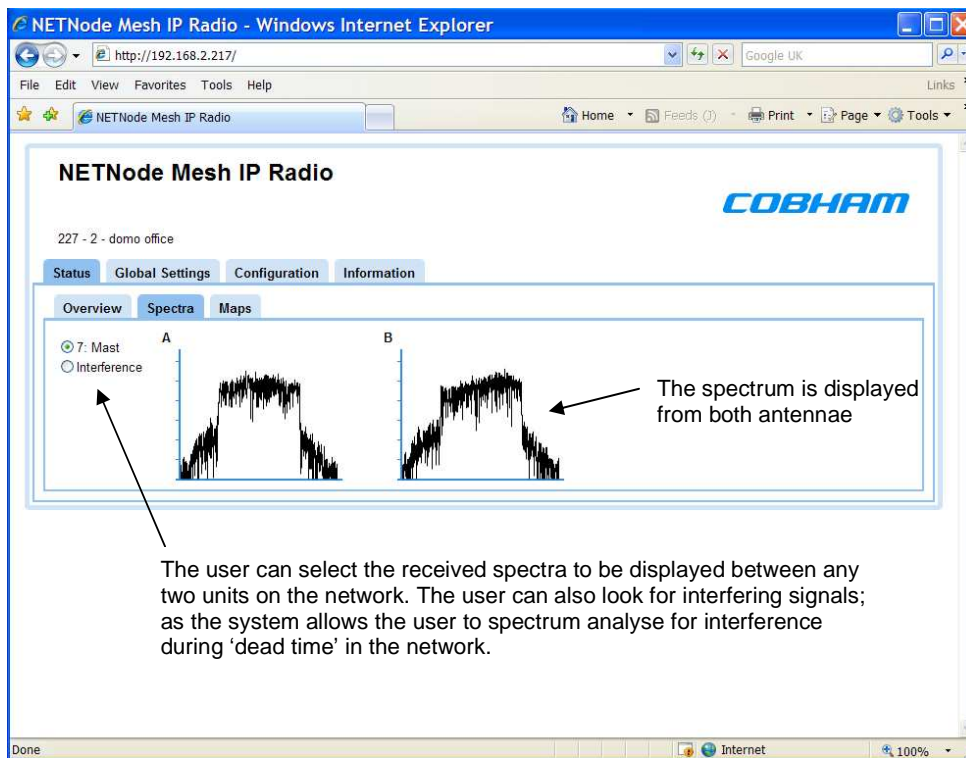 NETNode Mesh IP Radio - Windows Internet Explorer
http://192.168.2.217/
Google UK
File Edit View Favorites Tools Help
Links
NETNode Mesh IP Radio
Home Feeds (J) Print Page Tools
NETNode Mesh IP Radio
COBHAM
227 - 2 - domo office
Status Global Settings Configuration Information
Overview Spectra Maps
7: Mast
Interference
A
B
The spectrum is displayed
from both antennae
The user can select the received spectra to be displayed between any
two units on the network. The user can also look for interfering signals;
as the system allows the user to spectrum analyse for interference
during ‘dead time’ in the network.
Done
Internet
100%